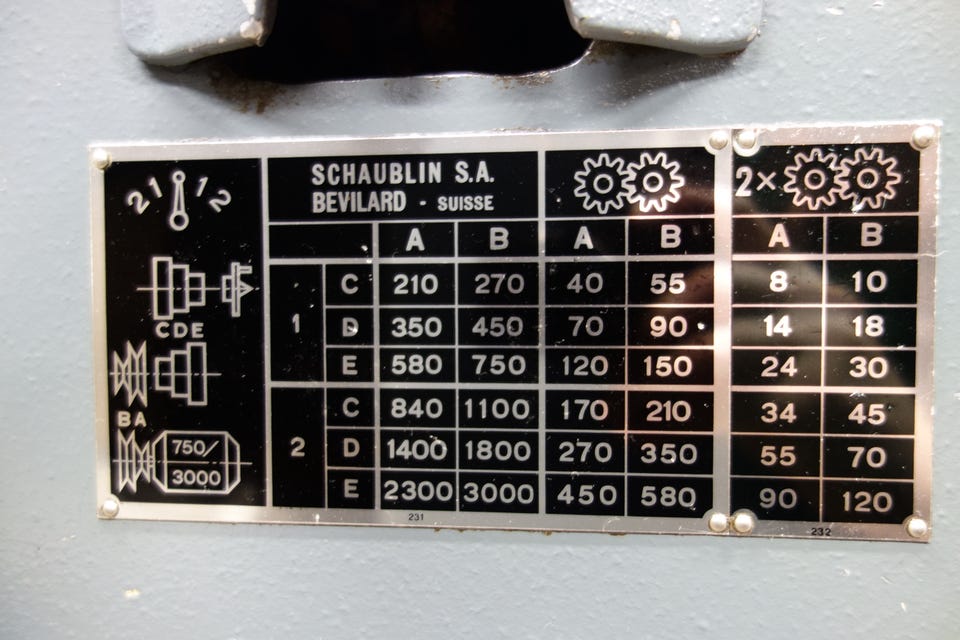 2 1 1 2
SCHAUBLIN S.A.
BEVILARD - SUISSE
2×
A B A B A B
C D E
B A
750/
3000
1
C 210 270 40 55 8 10
D 350 450 70 90 14 18
E 580 750 120 150 24 30
2
C 840 1100 170 210 34 45
D 1400 1800 270 350 55 70
E 2300 3000 450 580 90 120
231
232